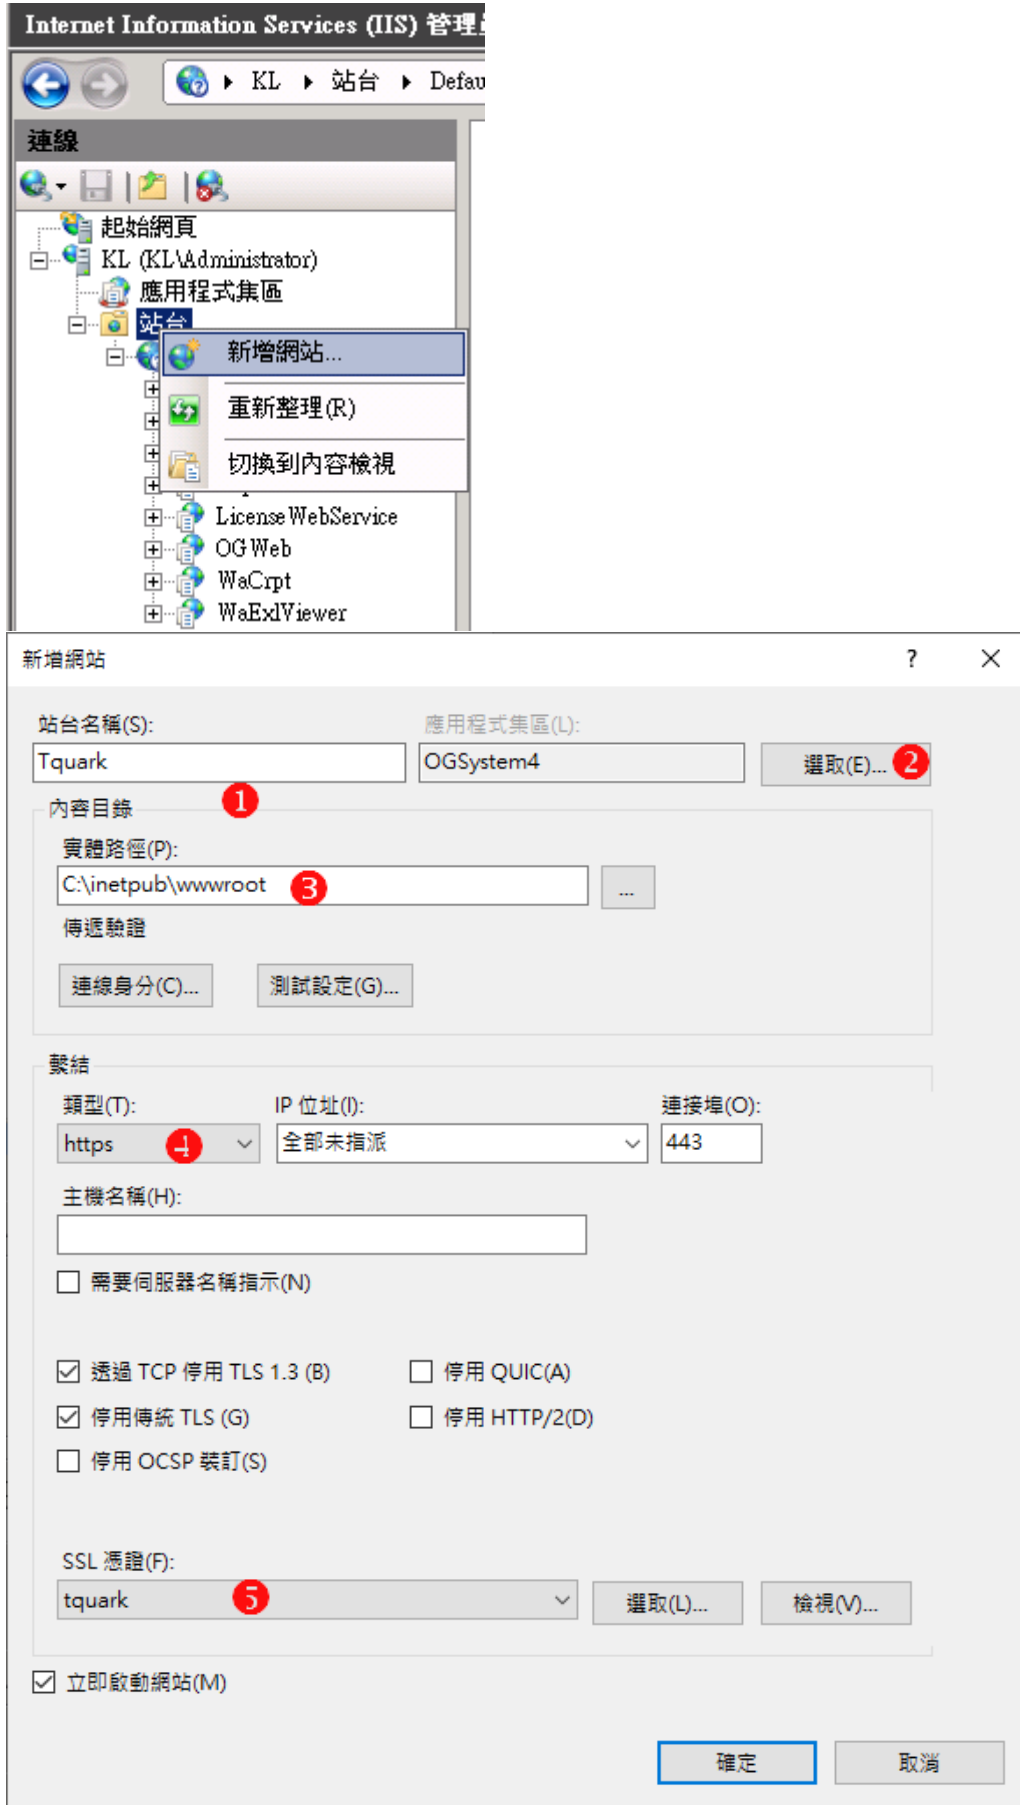 Internet Information Services (IIS) 管理
KL 站台 Defau
連線
起始網頁
KL (KL\Administrator)
應用程式集區
站台
新增網站...
重新整理(R)
切換到內容檢視
LicenseWebService
OGWeb
WaCrpt
WaExlViewer
新增網站
?
站台名稱(S): 應用程式集區(L):
Tquark OGSystem4 選取(E)... 2
1
內容目錄
實體路徑(P):
C:\inetpub\wwwroot 3 ...
傳遞驗證
連線身分(C)... 測試設定(G)...
繫結
類型(T): IP 位址(I): 連接埠(O):
https 4 全部未指派 443
主機名稱(H):
需要伺服器名稱指示(N)
透過 TCP 停用 TLS 1.3 (B) 停用 QUIC(A)
停用傳統 TLS (G) 停用 HTTP/2(D)
停用 OCSP 裝訂(S)
SSL 憑證(F):
tquark 5 選取(L)... 檢視(V)...
立即啟動網站(M)
確定 取消